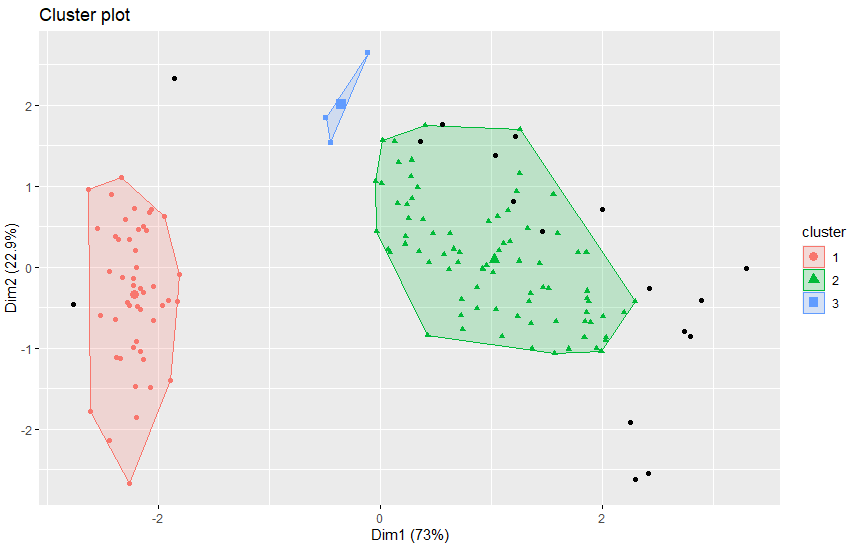 Cluster plot
Dim2 (22.9%)
2
1
0
-1
-2
-2
0
2
Dim1 (73%)
cluster
1
2
3